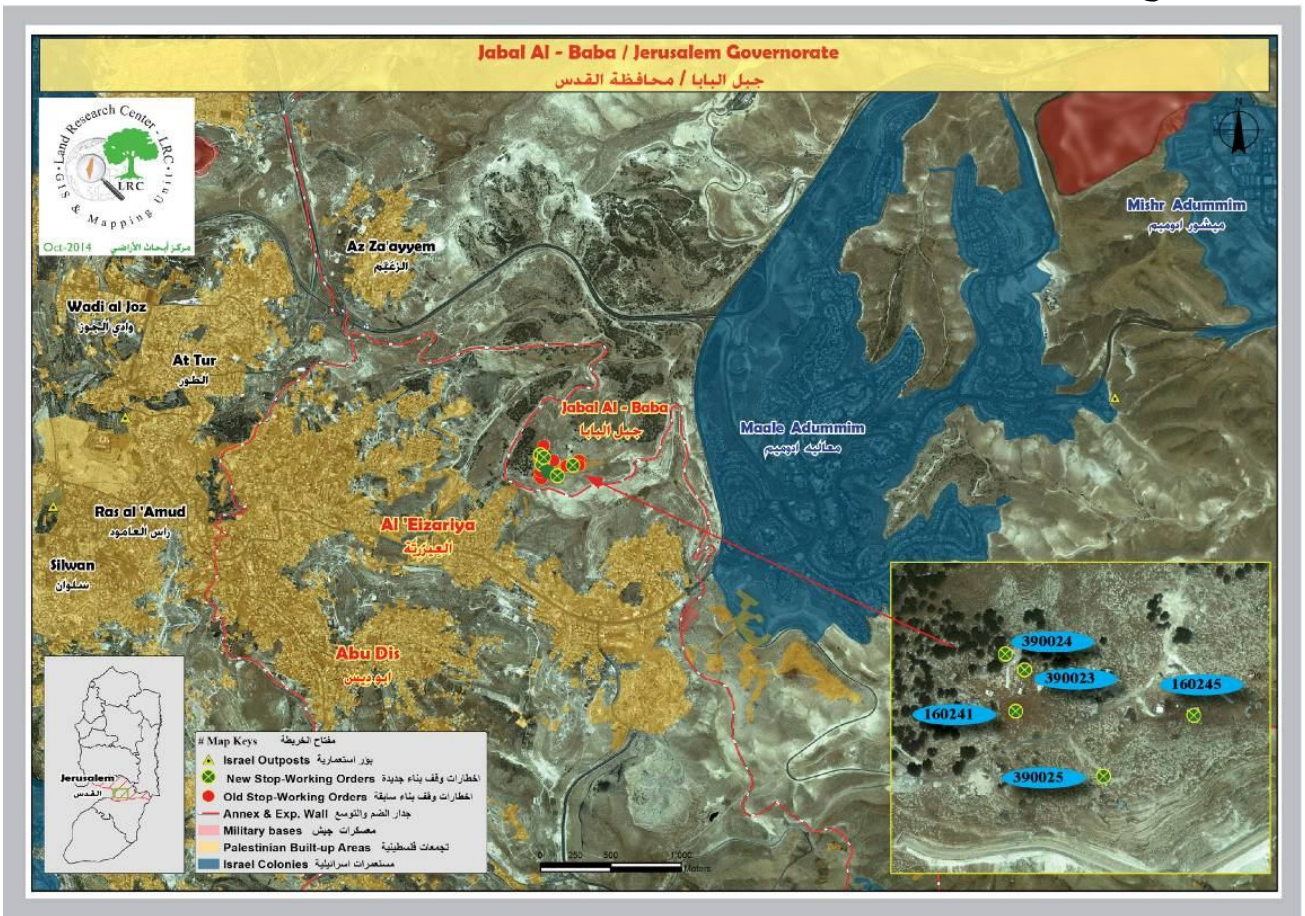 Jabal Al - Baba / Jerusalem Governorate
جبل البابا / محافظة القدس
Land Research Center - LRC
GIS & Mapping Unit
LRC
Oct-2014 مركز أبحاث الأراضي
N
Mishr Adummim
ميشور ادوميم
Az Za'ayyem
الزعيّم
Wadi al Joz
وادي الجوز
At Tur
الطور
Jabal Al - Baba
جبل البابا
Maale Adummim
معاليه ادوميم
Ras al 'Amud
راس العامود
Al 'Eizariya
العيزريّة
Silwan
سلوان
Abu Dis
ابو ديس
390024
390023
160245
160241
390025
Jerusalem
القدس
# Map Keys مفتاح الخريطة
Israel Outposts بؤر استعمارية
New Stop-Working Orders اخطارات وقف بناء جديدة
Old Stop-Working Orders اخطارات وقف بناء سابقة
Annex & Exp. Wall جدار الضم والتوسع
Military bases معسكرات جيش
Palestinian Built-up Areas تجمعات فلسطينية
Israel Colonies مستعمرات اسرائيلية
0 250 500 1'000
Meters